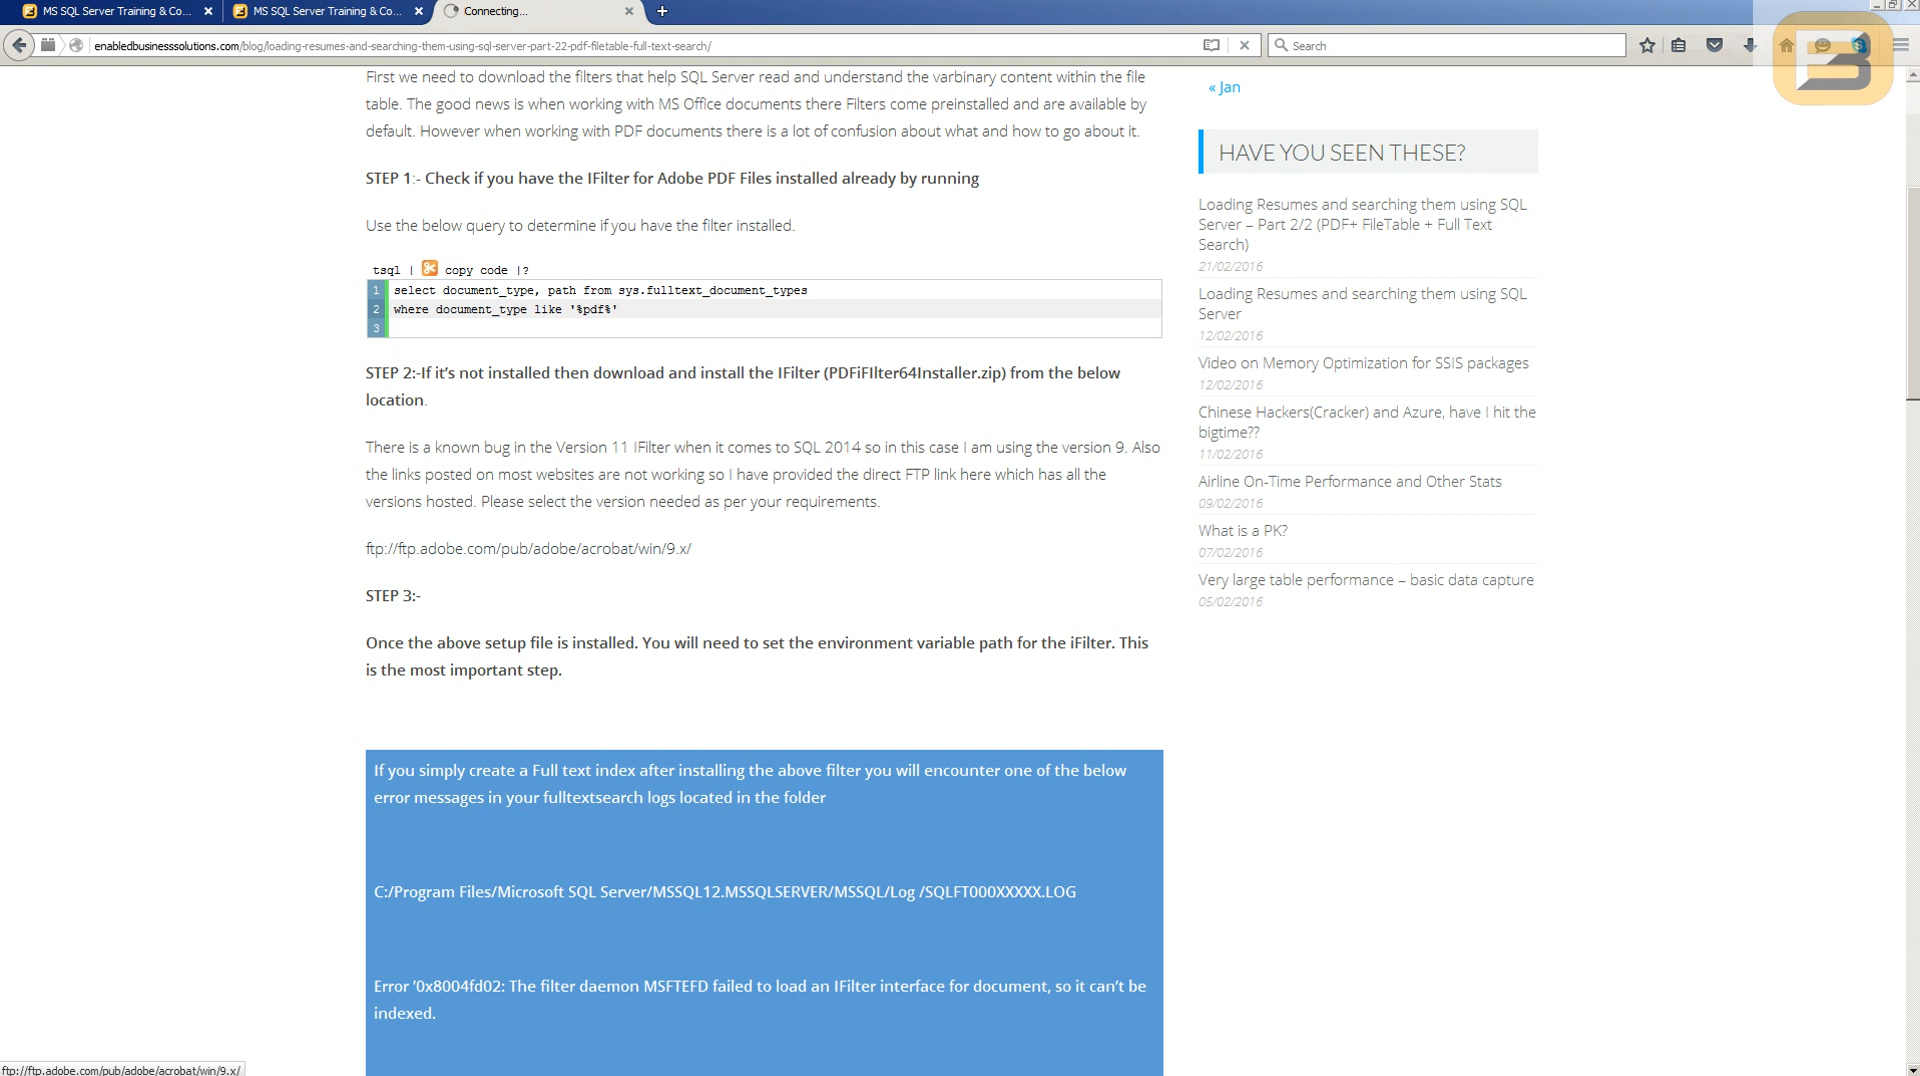 MS SQL Server Training & Co...
MS SQL Server Training & Co...
Connecting...
enabledbusinesssolutions.com/blog/loading-resumes-and-searching-them-using-sql-server-part-22-pdf-filetable-full-text-search/
Search
First we need to download the filters that help SQL Server read and understand the varbinary content within the file
table. The good news is when working with MS Office documents there Filters come preinstalled and are available by
default. However when working with PDF documents there is a lot of confusion about what and how to go about it.
STEP 1:- Check if you have the IFilter for Adobe PDF Files installed already by running
Use the below query to determine if you have the filter installed.
tsql | copy code |?
1 select document_type, path from sys.fulltext_document_types
2 where document_type like '%pdf%'
3
STEP 2:-If it’s not installed then download and install the IFilter (PDFiFIlter64Installer.zip) from the below
location.
There is a known bug in the Version 11 IFilter when it comes to SQL 2014 so in this case I am using the version 9. Also
the links posted on most websites are not working so I have provided the direct FTP link here which has all the
versions hosted. Please select the version needed as per your requirements.
ftp://ftp.adobe.com/pub/adobe/acrobat/win/9.x/
STEP 3:-
Once the above setup file is installed. You will need to set the environment variable path for the iFilter. This
is the most important step.
If you simply create a Full text index after installing the above filter you will encounter one of the below
error messages in your fulltextsearch logs located in the folder
C:/Program Files/Microsoft SQL Server/MSSQL12.MSSQLSERVER/MSSQL/Log /SQLFT000XXXXX.LOG
Error ’0x8004fd02: The filter daemon MSFTEFD failed to load an IFilter interface for document, so it can’t be
indexed.
« Jan
HAVE YOU SEEN THESE?
Loading Resumes and searching them using SQL
Server – Part 2/2 (PDF+ FileTable + Full Text
Search)
21/02/2016
Loading Resumes and searching them using SQL
Server
12/02/2016
Video on Memory Optimization for SSIS packages
12/02/2016
Chinese Hackers(Cracker) and Azure, have I hit the
bigtime??
11/02/2016
Airline On-Time Performance and Other Stats
09/02/2016
What is a PK?
07/02/2016
Very large table performance – basic data capture
05/02/2016
ftp://ftp.adobe.com/pub/adobe/acrobat/win/9.x/